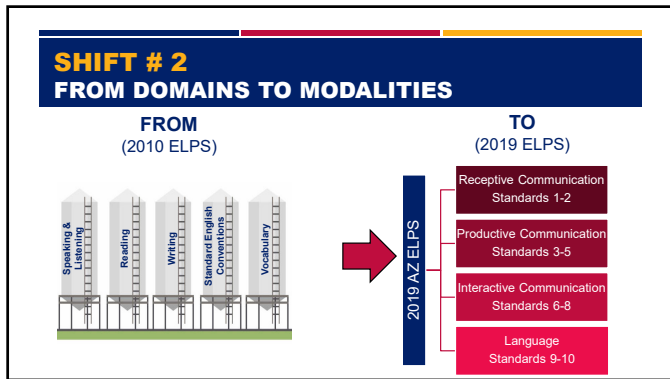 SHIFT # 2
FROM DOMAINS TO MODALITIES
FROM
(2010 ELPS)
Speaking &
Listening
Reading
Writing
Standard English
Conventions
Vocabulary
TO
(2019 ELPS)
2019 AZ ELPS
Receptive Communication
Standards 1-2
Productive Communication
Standards 3-5
Interactive Communication
Standards 6-8
Language
Standards 9-10